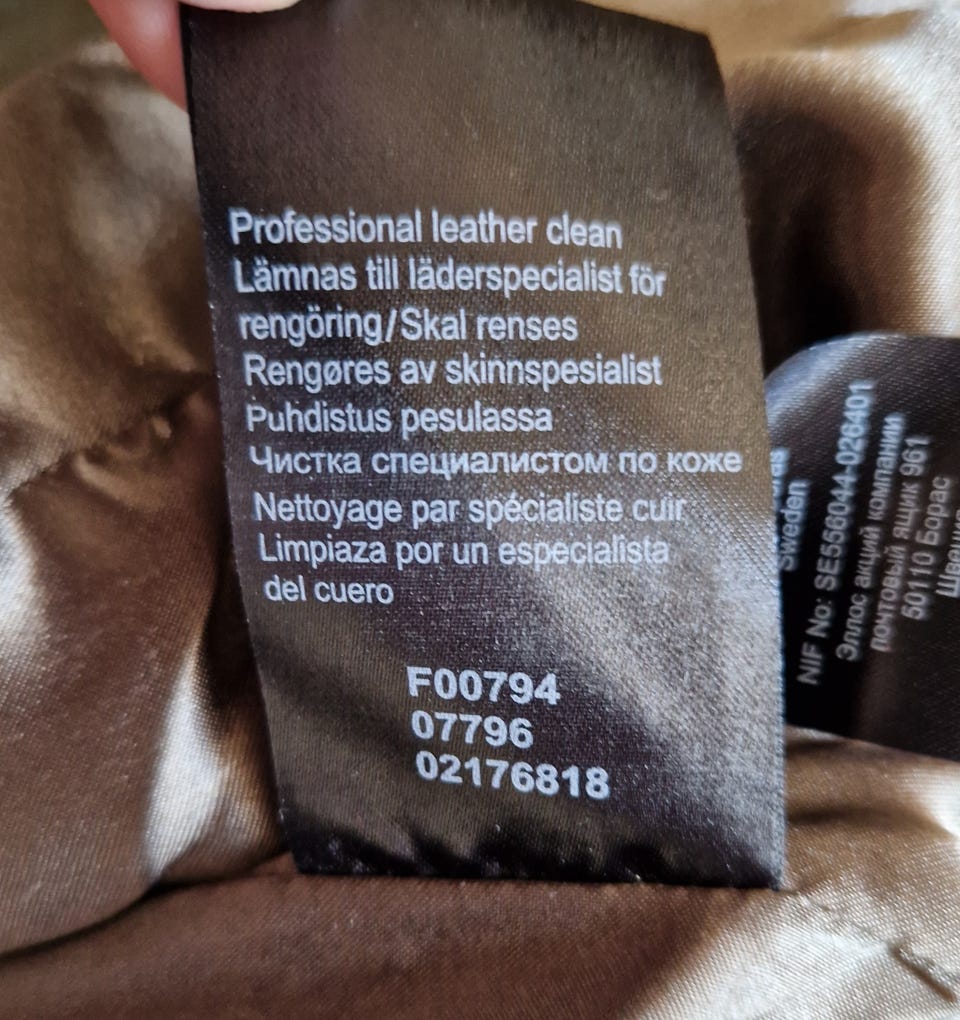 Professional leather clean
Lämnas till läderspecialist för
rengöring/Skal renses
Rengøres av skinnspesialist
Puhdistus pesulassa
Чистка специалистом по коже
Nettoyage par spécialiste cuir
Limpiaza por un especialista
del cuero
F00794
07796
02176818
Sweden
NIF No: SE556044-026401
Эллос акций компании
почтовый ящик 961
50110 Борас